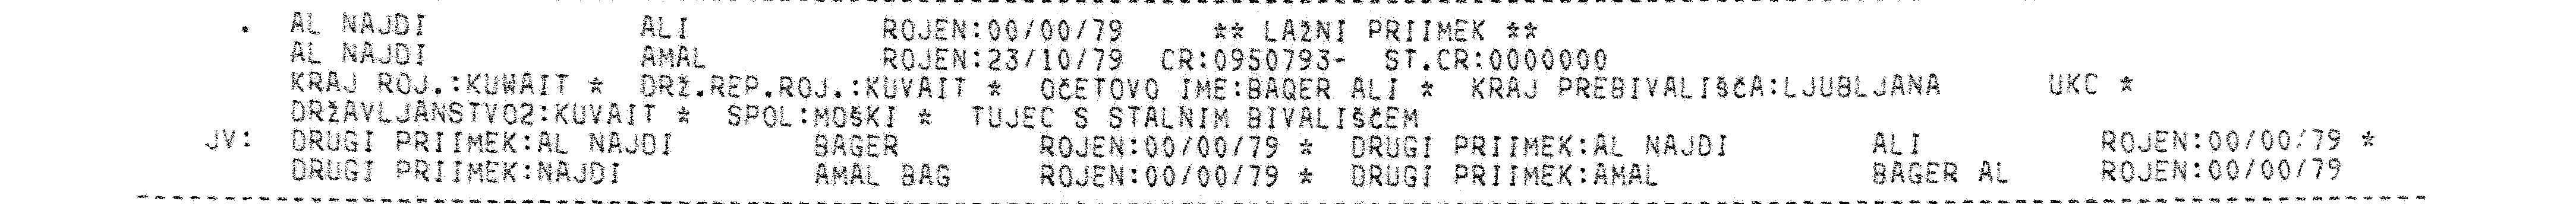 . AL NAJDI ALI ROJEN:00/00/79 ** LAŽNI PRIIMEK **
AL NAJDI AMAL ROJEN:23/10/79 CR:0950793- ST.CR:0000000
KRAJ ROJ.:KUWAIT * DRŽ.REP.ROJ.:KUVAIT * OČETOVO IME:BAQER ALI * KRAJ PREBIVALIŠČA:LJUBLJANA UKC *
DRŽAVLJANSTVO2:KUVAIT * SPOL:MOŠKI * TUJEC S STALNIM BIVALIŠČEM
JV: DRUGI PRIIMEK:AL NAJDI BAGER ROJEN:00/00/79 * DRUGI PRIIMEK:AL NAJDI ALI ROJEN:00/00/79 *
DRUGI PRIIMEK:NAJDI AMAL BAG ROJEN:00/00/79 * DRUGI PRIIMEK:AMAL BAGER AL ROJEN:00/00/79